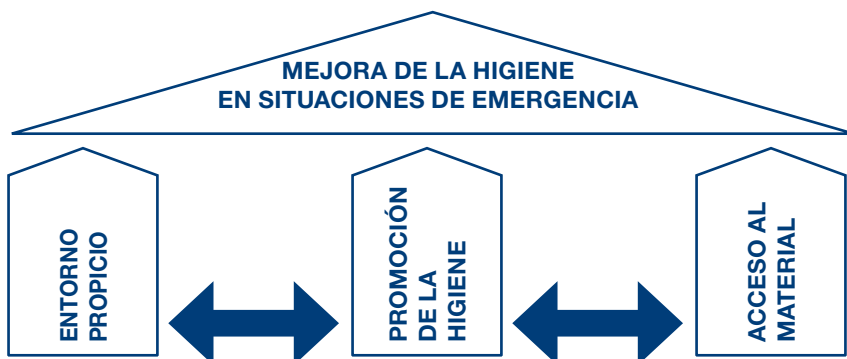 MEJORA DE LA HIGIENE
EN SITUACIONES DE EMERGENCIA
ENTORNO
PROPICIO
PROMOCIÓN
DE LA
HIGIENE
ACCESO AL
MATERIAL